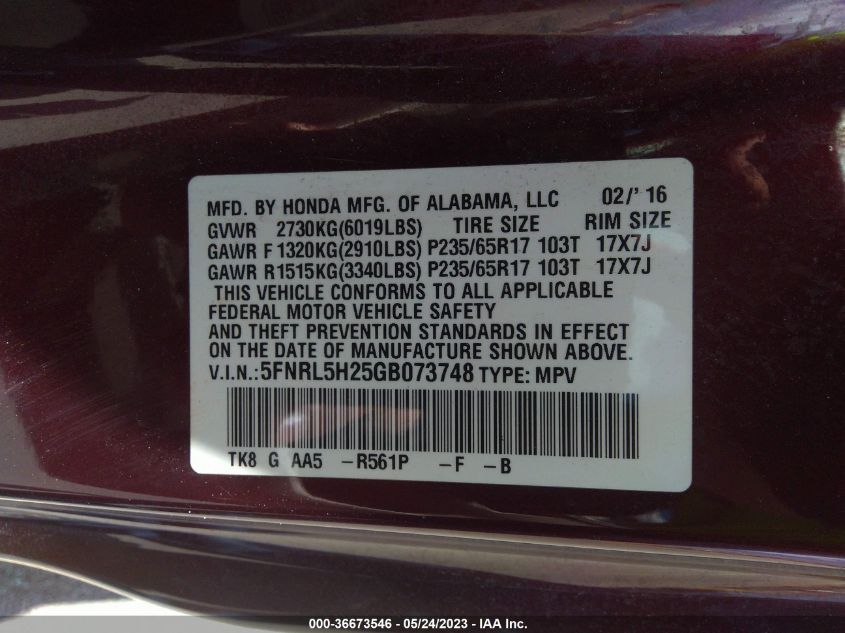 MFD. BY HONDA MFG. OF ALABAMA, LLC 02/'16
GVWR 2730KG(6019LBS) TIRE SIZE RIM SIZE
GAWR F 1320KG(2910LBS) P235/65R17 103T 17X7J
GAWR R1515KG(3340LBS) P235/65R17 103T 17X7J
THIS VEHICLE CONFORMS TO ALL APPLICABLE
FEDERAL MOTOR VEHICLE SAFETY
AND THEFT PREVENTION STANDARDS IN EFFECT
ON THE DATE OF MANUFACTURE SHOWN ABOVE.
V.I.N.:5FNRL5H25GB073748 TYPE: MPV
TK8 G AA5 -R561P -F -B
000-36673546 - 05/24/2023 - IAA Inc.